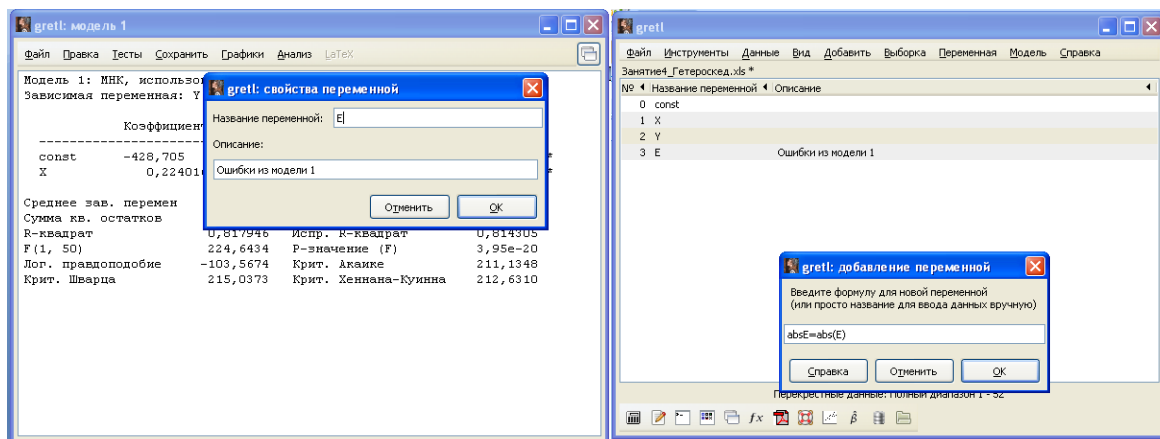 gretl: модель 1
Файл Правка Тесты Сохранить Графики Анализ LaTeX
Модель 1: МНК, использо
Зависимая переменная: Y
Коэффициен
const -428,705
X 0,22401
Среднее зав. перемен
Сумма кв. остатков
R-квадрат 0,817946 Испр. R-квадрат 0,814305
F(1, 50) 224,6434 P-значение (F) 3,95e-20
Лог. правдоподобие -103,5674 Крит. Акаике 211,1348
Крит. Шварца 215,0373 Крит. Хеннана-Куинна 212,6310
gretl: свойства переменной
Название переменной: E
Описание:
Ошибки из модели 1
Отменить OK
gretl
Файл Инструменты Данные Вид Добавить Выборка Переменная Модель Справка
Занятие4_Гетероскед.xls *
№ Название переменной Описание
0 const
1 X
2 Y
3 E Ошибки из модели 1
gretl: добавление переменной
Введите формулу для новой переменной
(или просто название для ввода данных вручную)
absE=abs(E)
Справка Отменить OK
Перекрестные данные: Полный диапазон 1 - 52
fx β̂